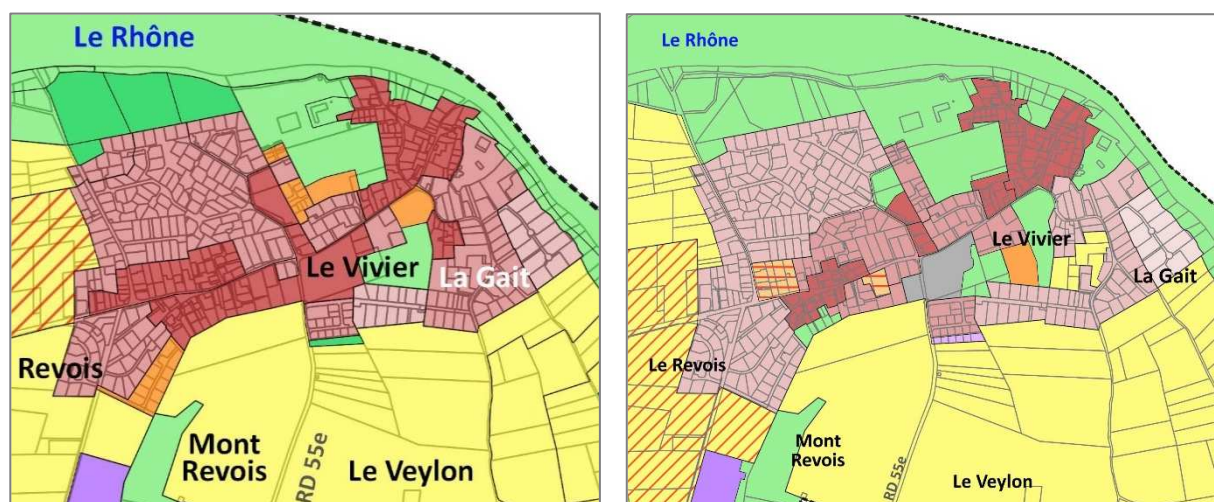 Le Rhône
Le Vivier
La Gait
Revois
Mont
Revois
RD 55e
Le Veylon
Le Rhône
Le Vivier
La Gait
Le Revois
Mont
Revois
RD 55e
Le Veylon